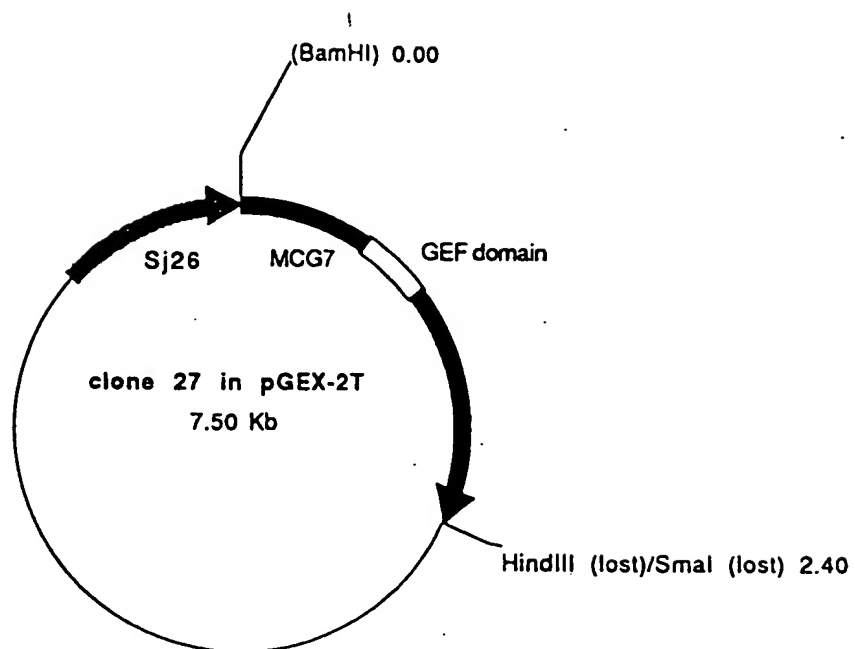 (BamHI) 0.00
Sj26
MCG7
GEF domain
clone 27 in pGEX-2T
7.50 Kb
HindIII (lost)/SmaI (lost) 2.40